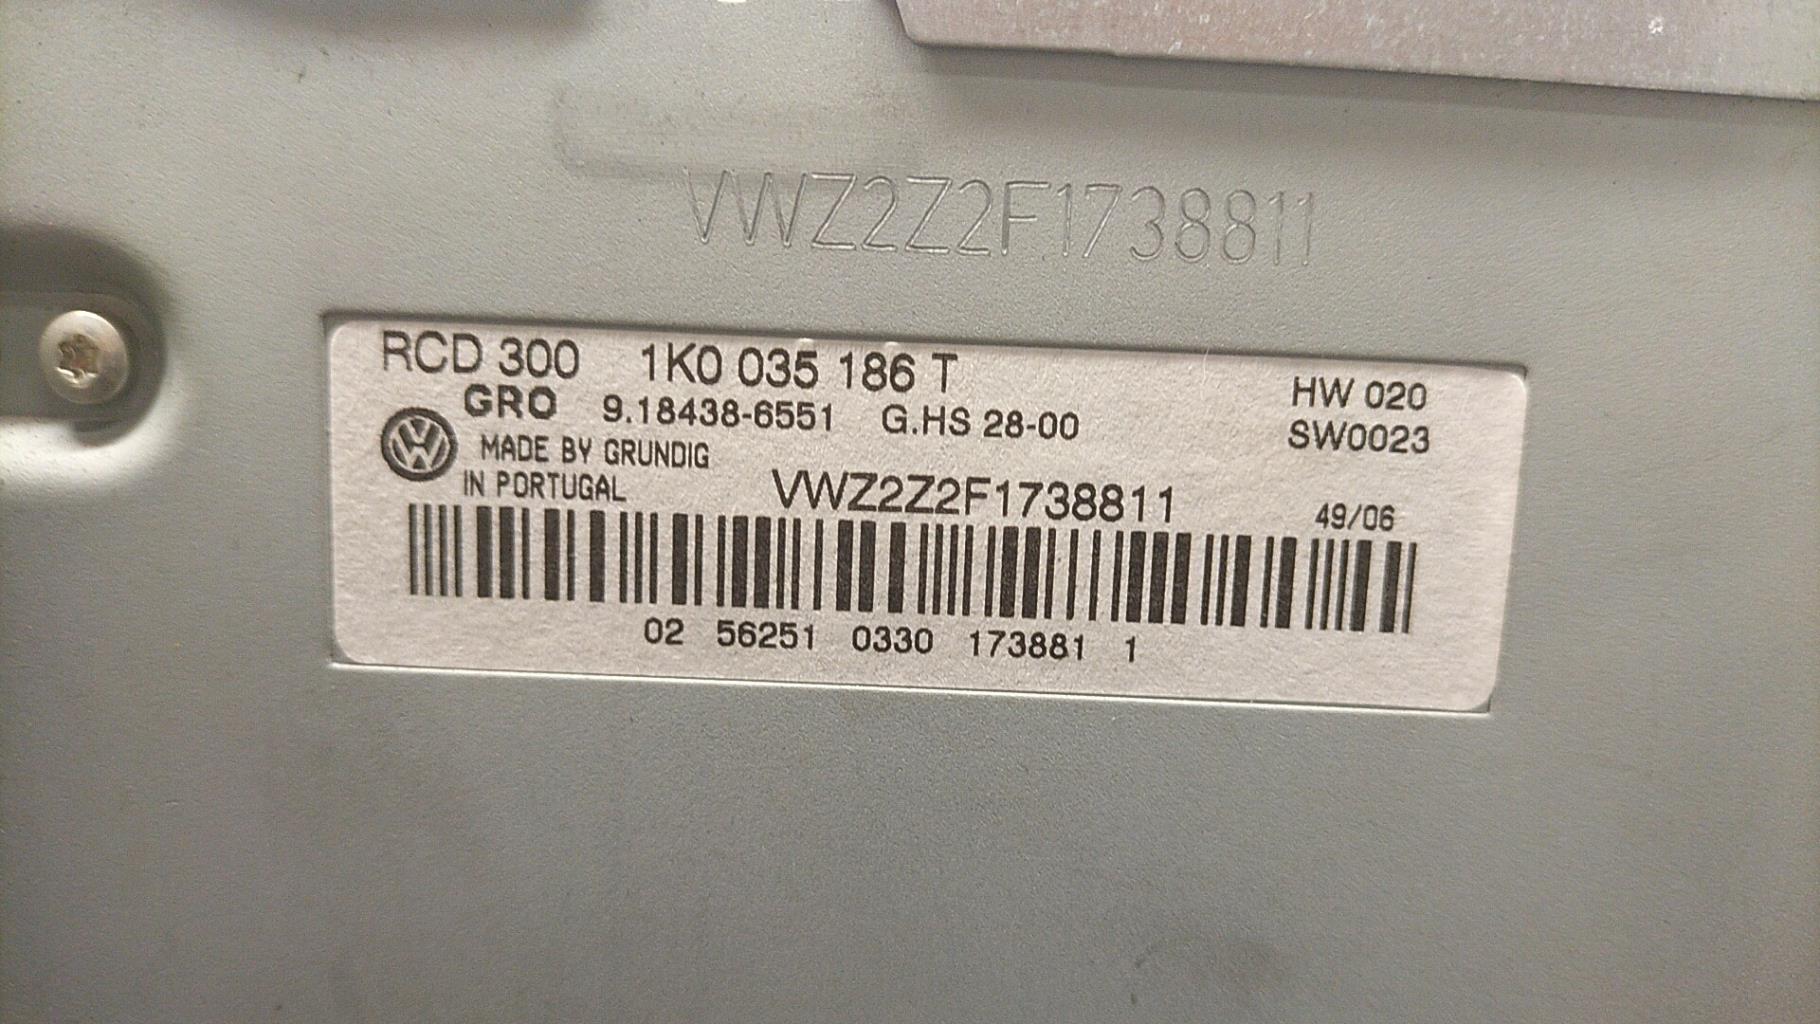 VWZ2Z2F1738811
RCD 300 1K0 035 186 T HW 020
GRO 9.18438-6551 G.HS 28-00 SW0023
MADE BY GRUNDIG
IN PORTUGAL VWZ2Z2F1738811 49/06
02 56251 0330 173881 1